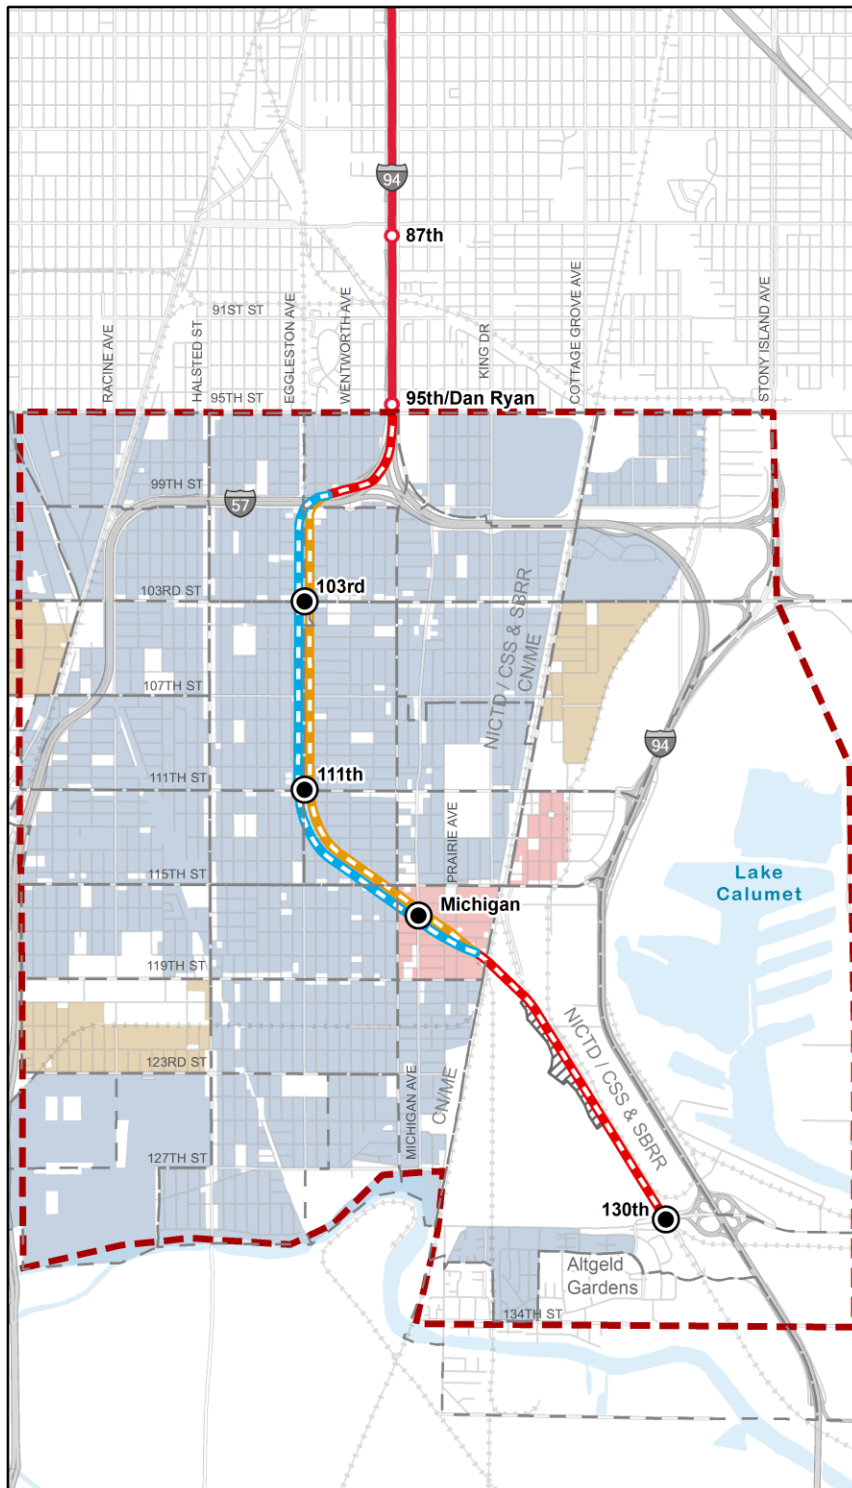 94
87th
91ST ST
RACINE AVE
HALSTED ST
EGGLESTON AVE
WENTWORTH AVE
KING DR
COTTAGE GROVE AVE
STONY ISLAND AVE
95TH ST
95th/Dan Ryan
99TH ST
57
103rd
103RD ST
NICTD / CSS & SBRR
CN/ME
107TH ST
94
111th
111TH ST
PRAIRIE AVE
115TH ST
Lake
Calumet
Michigan
119TH ST
NICTD / CSS & SBRR
123RD ST
MICHIGAN AVE
CN/ME
127TH ST
130th
Altgeld
Gardens
134TH ST